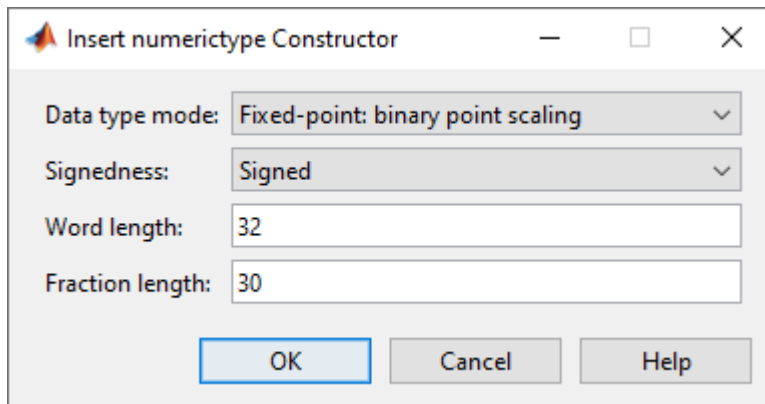 Insert numerictype Constructor
Data type mode: Fixed-point: binary point scaling
Signedness: Signed
Word length: 32
Fraction length: 30
OK Cancel Help